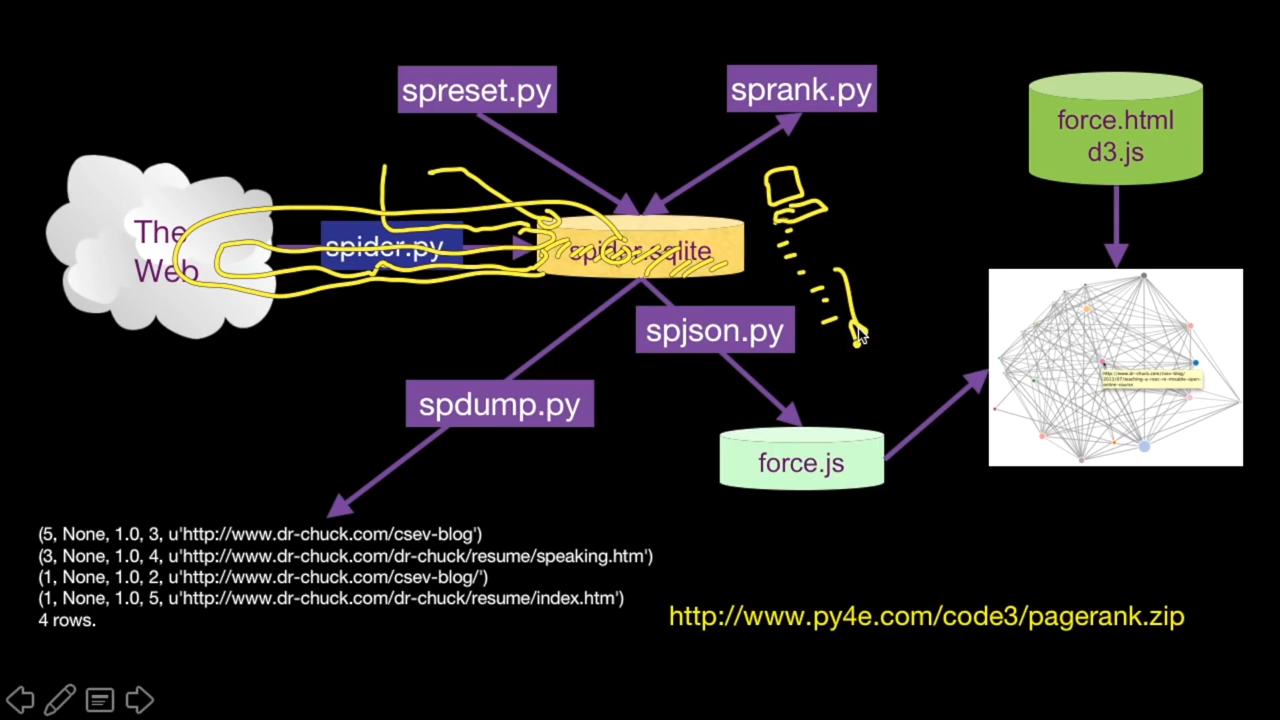 spreset.py
sprank.py
force.html
d3.js
The
Web
spider.py
spider.sqlite
spjson.py
spdump.py
force.js
(5, None, 1.0, 3, u'http://www.dr-chuck.com/csev-blog')
(3, None, 1.0, 4, u'http://www.dr-chuck.com/dr-chuck/resume/speaking.htm')
(1, None, 1.0, 2, u'http://www.dr-chuck.com/csev-blog/')
(1, None, 1.0, 5, u'http://www.dr-chuck.com/dr-chuck/resume/index.htm')
4 rows.
http://www.py4e.com/code3/pagerank.zip